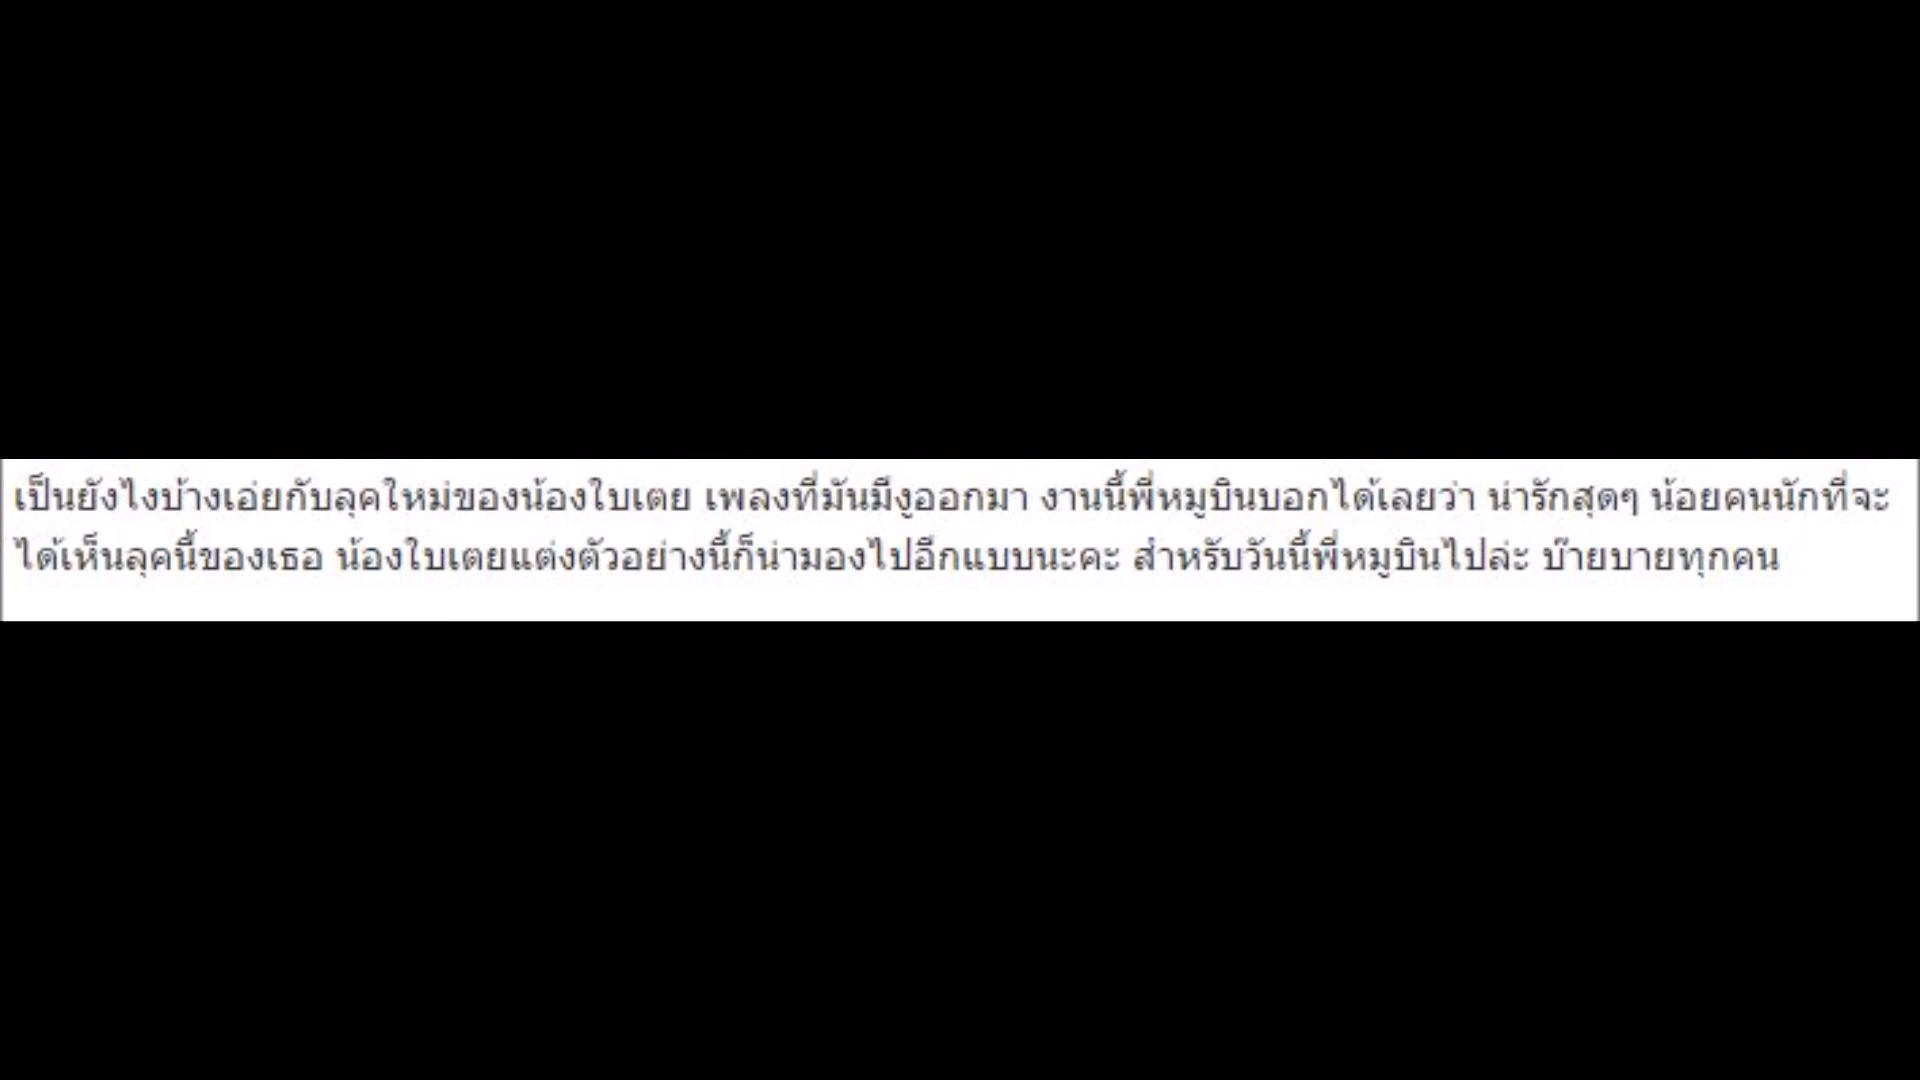 เป็นยังไงบ้างเอ่ยกับลุคใหม่ของน้องใบเตย เพลงที่มันมีงูออกมา งานนี้พี่หมูบินบอกได้เลยว่า น่ารักสุดๆ น้อยคนนักที่จะ
ได้เห็นลุคนี้ของเธอ น้องใบเตยแต่งตัวอย่างนี้ก็น่ามองไปอีกแบบนะคะ สำหรับวันนี้พี่หมูบินไปล่ะ บ๊ายบายทุกคน